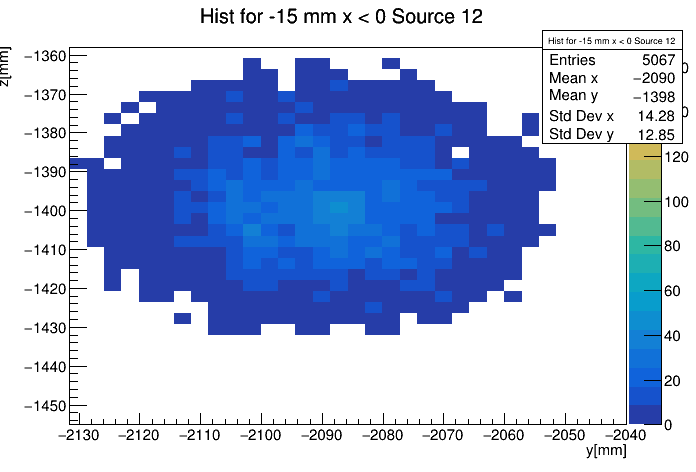 Hist for -15 mm x < 0 Source 12
z[mm]
Hist for -15 mm x < 0 Source 12
Entries 5067
Mean x −2090
Mean y −1398
Std Dev x 14.28
Std Dev y 12.85
−1360
−1370
−1380
−1390
−1400
−1410
−1420
−1430
−1440
−1450
120
100
80
60
40
20
0
−2130 −2120 −2110 −2100 −2090 −2080 −2070 −2060 −2050 −2040
y[mm]